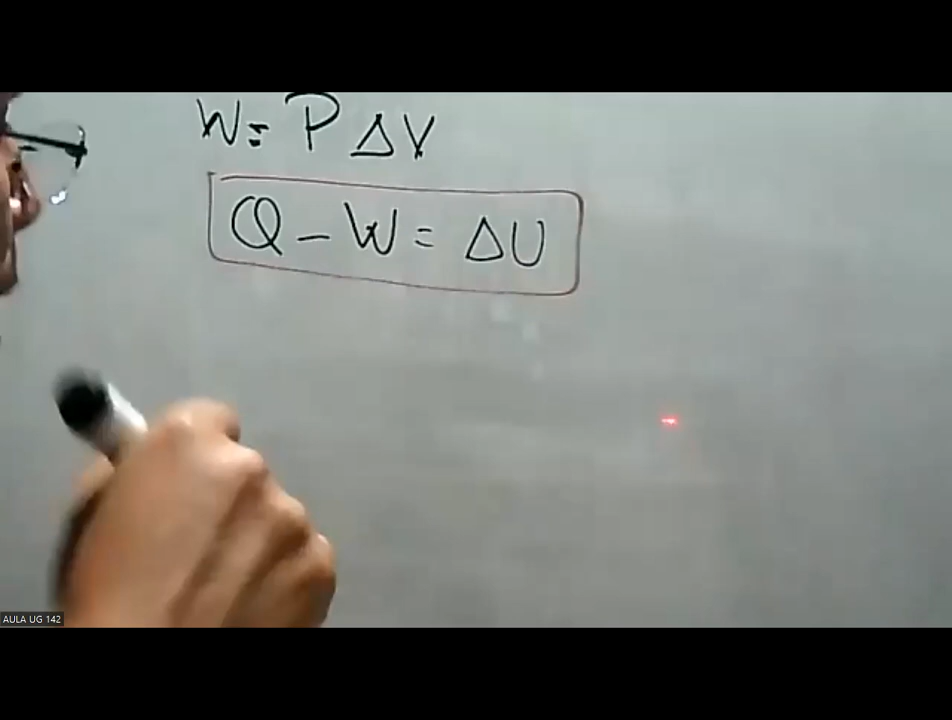 W = P ΔV
Q - W = ΔU
AULA UG 142